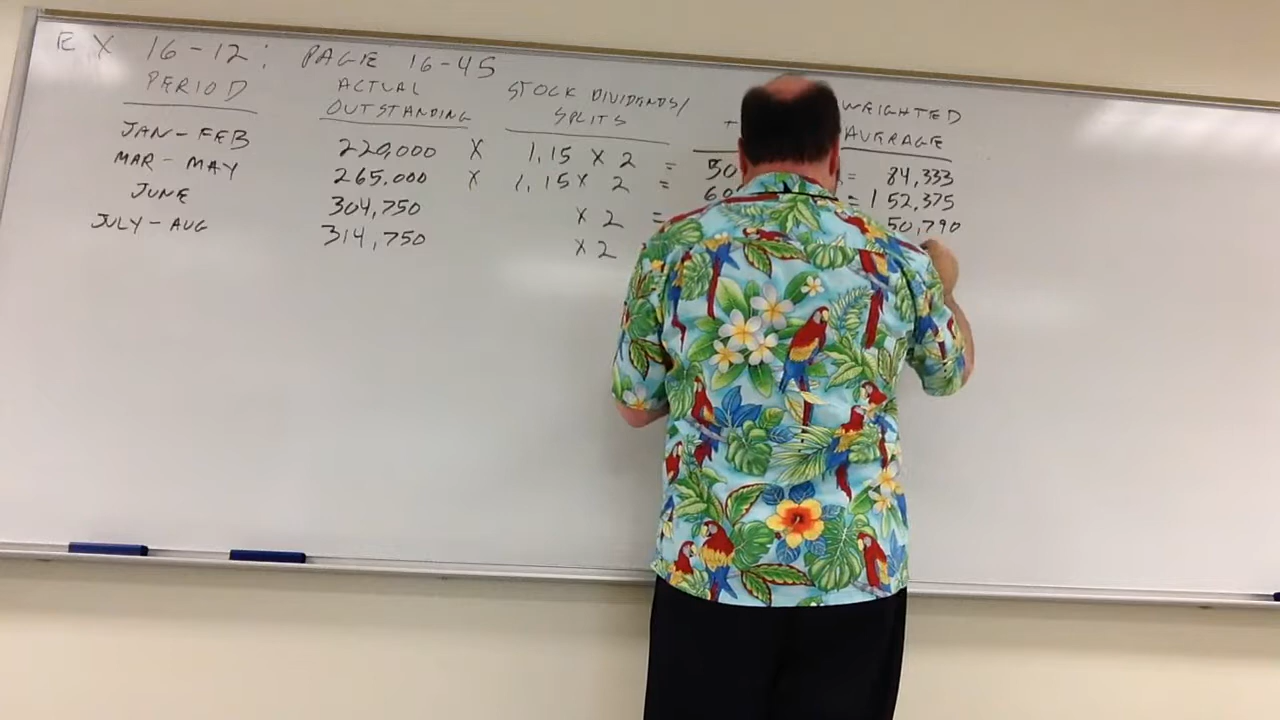 EX 16-12: PAGE 16-45
PERIOD ACTUAL OUTSTANDING STOCK DIVIDENDS/ SPLITS WEIGHTED AVERAGE
JAN-FEB 220,000 X 1.15 X 2 = 50 = 84,333
MAR-MAY 265,000 X 1.15 X 2 = 60 = 152,375
JUNE 304,750 X 2 = 50,790
JULY-AUG 314,750 X 2